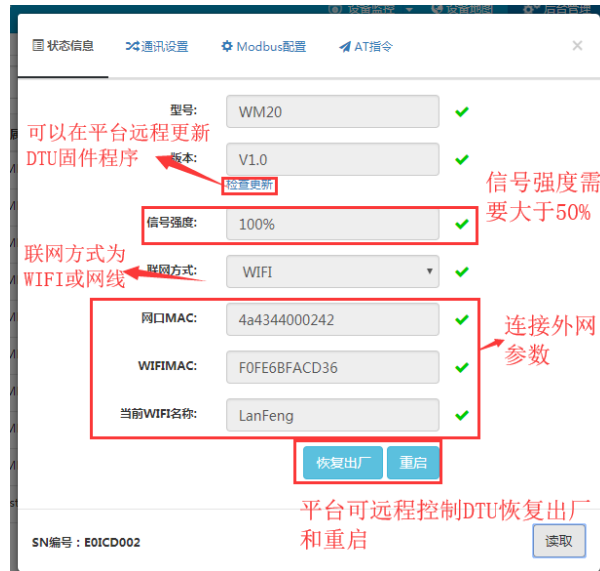 设备监控 设备地图 后台管理
状态信息 通讯设置 Modbus配置 AT指令 ×
型号: WM20
可以在平台远程更新
DTU固件程序
版本: V1.0
检查更新
信号强度需
要大于50%
信号强度: 100%
联网方式为
WIFI或网线
联网方式: WIFI
网口MAC: 4a4344000242
连接外网
参数
WIFIMAC: F0FE6BFACD36
当前WIFI名称: LanFeng
恢复出厂 重启
平台可远程控制DTU恢复出厂
和重启
SN编号：E0ICD002 读取